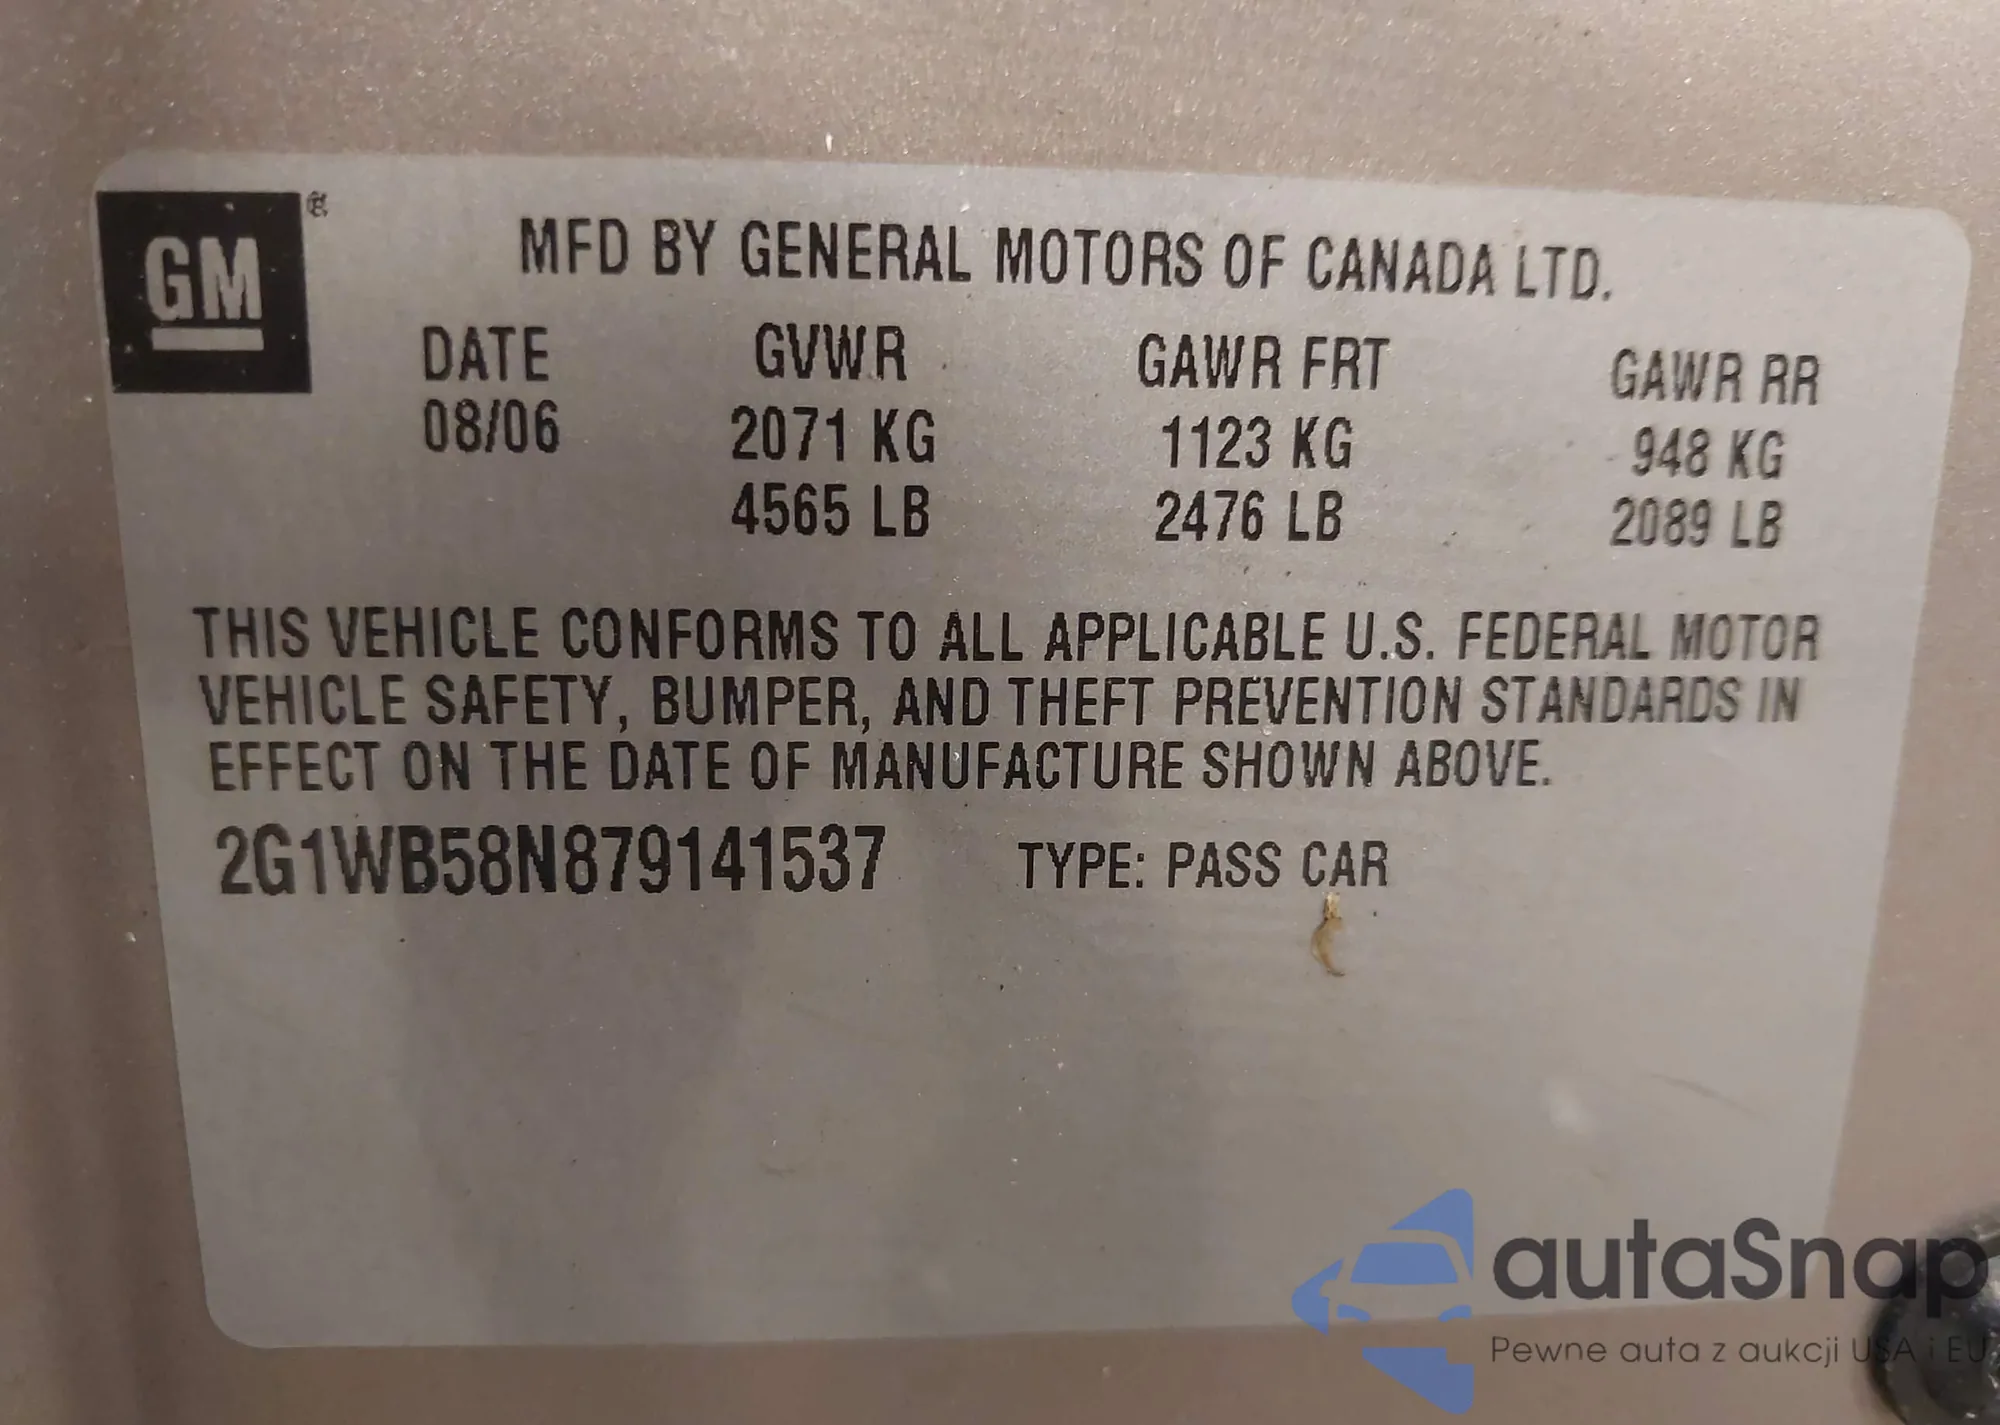 GM®
MFD BY GENERAL MOTORS OF CANADA LTD.
DATE GVWR GAWR FRT GAWR RR
08/06 2071 KG 1123 KG 948 KG
4565 LB 2476 LB 2089 LB
THIS VEHICLE CONFORMS TO ALL APPLICABLE U.S. FEDERAL MOTOR
VEHICLE SAFETY, BUMPER, AND THEFT PREVENTION STANDARDS IN
EFFECT ON THE DATE OF MANUFACTURE SHOWN ABOVE.
2G1WB58N879141537 TYPE: PASS CAR
autaSnap
Pewne auta z aukcji USA i EU